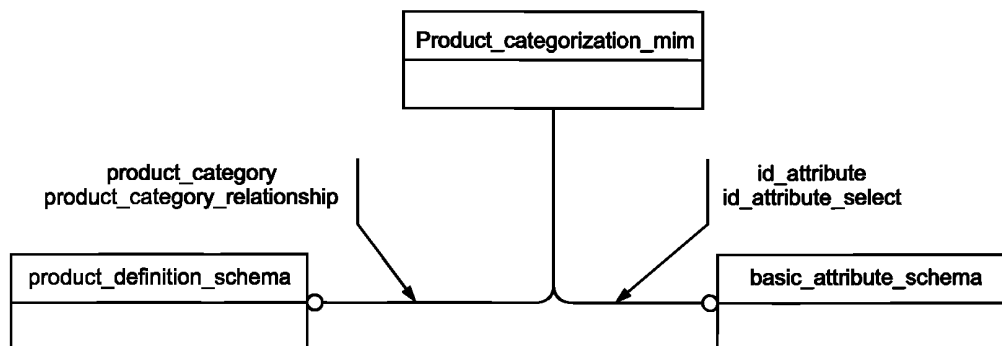 Product_categorization_mim
product_category
product_category_relationship
id_attribute
id_attribute_select
product_definition_schema
basic_attribute_schema